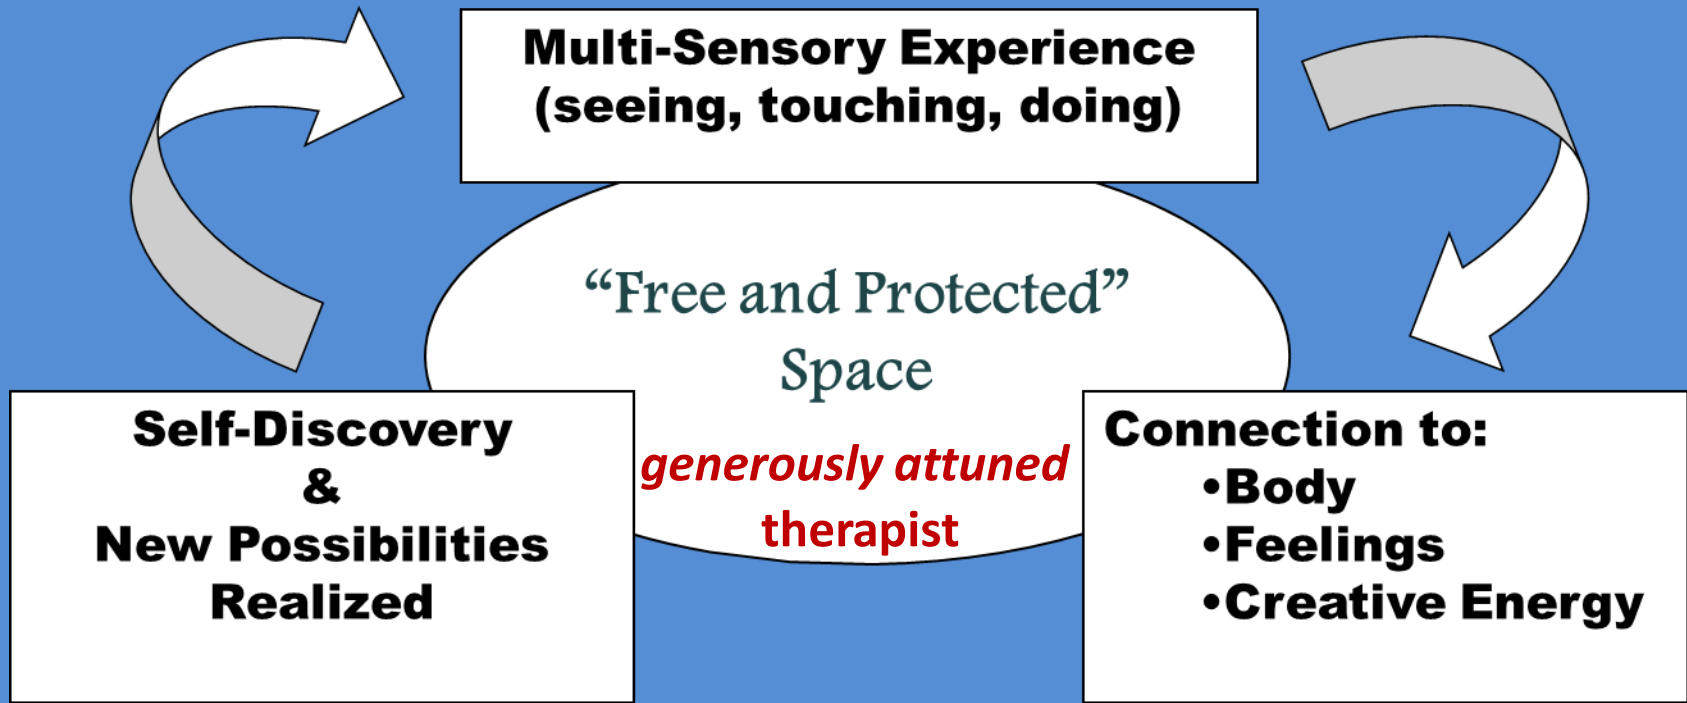 Multi-Sensory Experience
(seeing, touching, doing)
“Free and Protected”
Space
generously attuned
therapist
Self-Discovery
&
New Possibilities
Realized
Connection to:
•Body
•Feelings
•Creative Energy